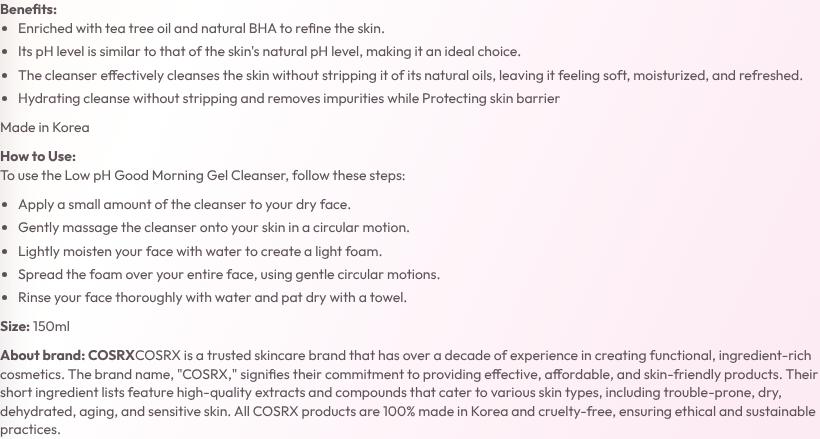 Benefits:
• Enriched with tea tree oil and natural BHA to refine the skin.
• Its pH level is similar to that of the skin's natural pH level, making it an ideal choice.
• The cleanser effectively cleanses the skin without stripping it of its natural oils, leaving it feeling soft, moisturized, and refreshed.
• Hydrating cleanse without stripping and removes impurities while Protecting skin barrier
Made in Korea
How to Use:
To use the Low pH Good Morning Gel Cleanser, follow these steps:
• Apply a small amount of the cleanser to your dry face.
• Gently massage the cleanser onto your skin in a circular motion.
• Lightly moisten your face with water to create a light foam.
• Spread the foam over your entire face, using gentle circular motions.
• Rinse your face thoroughly with water and pat dry with a towel.
Size: 150ml
About brand: COSRXCOSRX is a trusted skincare brand that has over a decade of experience in creating functional, ingredient-rich
cosmetics. The brand name, "COSRX," signifies their commitment to providing effective, affordable, and skin-friendly products. Their
short ingredient lists feature high-quality extracts and compounds that cater to various skin types, including trouble-prone, dry,
dehydrated, aging, and sensitive skin. All COSRX products are 100% made in Korea and cruelty-free, ensuring ethical and sustainable
practices.